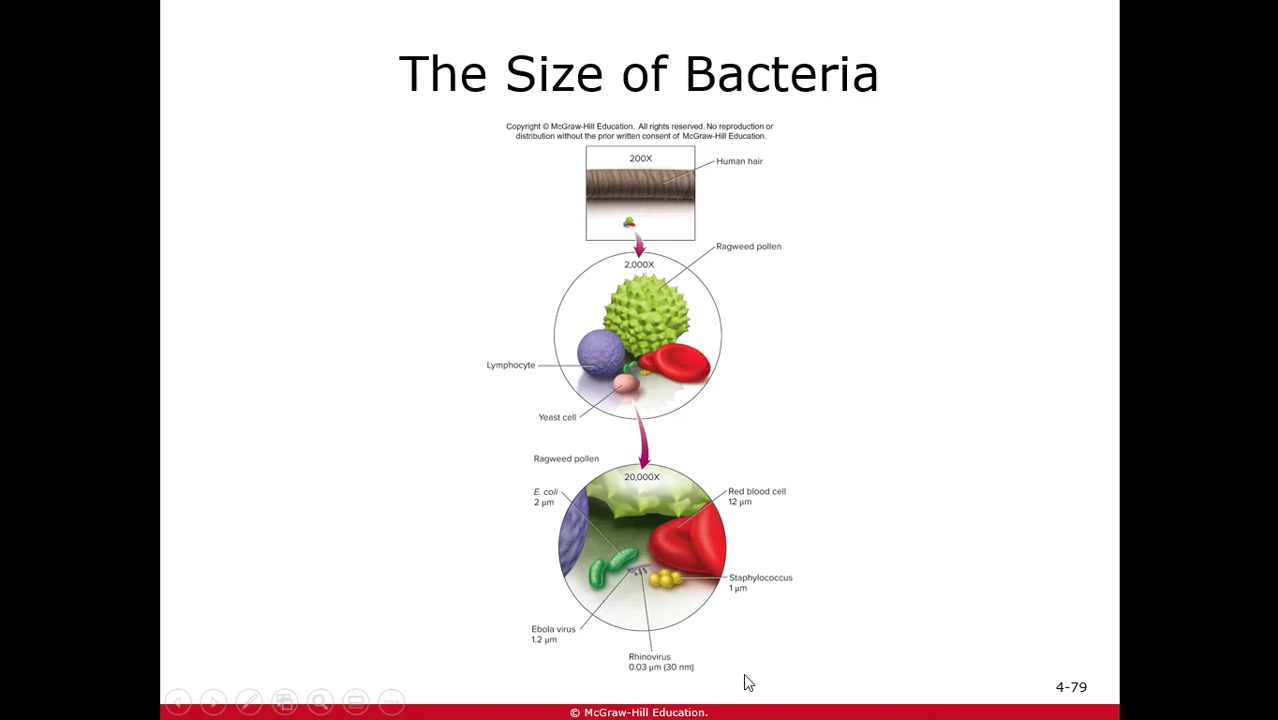 The Size of Bacteria
Copyright © McGraw-Hill Education. All rights reserved. No reproduction or
distribution without the prior written consent of McGraw-Hill Education.
200X
Human hair
Ragweed pollen
2,000X
Lymphocyte
Yeast cell
Ragweed pollen
20,000X
E. coli
2 μm
Red blood cell
12 μm
Staphylococcus
1 μm
Ebola virus
1.2 μm
Rhinovirus
0.03 μm (30 nm)
4-79
© McGraw-Hill Education.